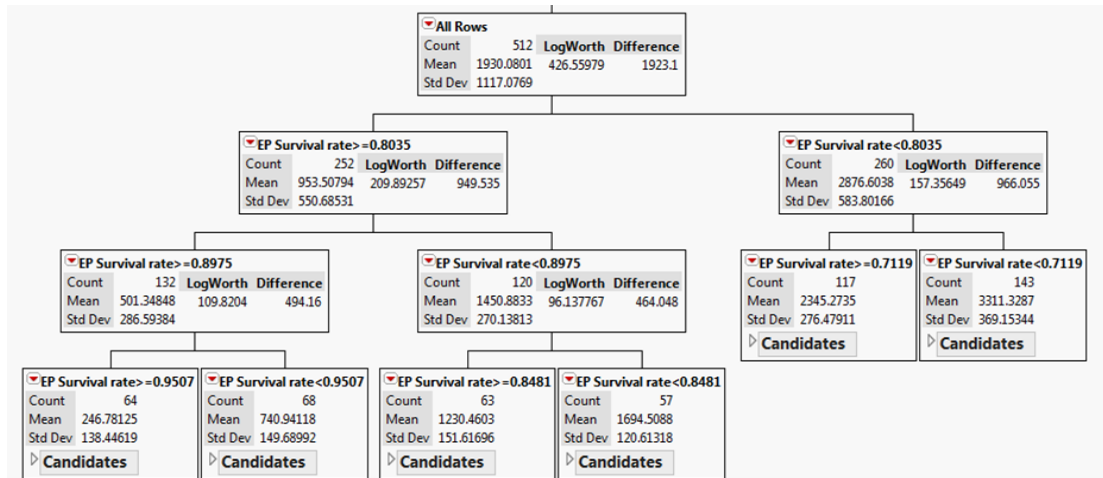 All Rows
Count 512 LogWorth Difference
Mean 1930.0801 426.55979 1923.1
Std Dev 1117.0769
EP Survival rate>=0.8035
Count 252 LogWorth Difference
Mean 953.50794 209.89257 949.535
Std Dev 550.68531
EP Survival rate<0.8035
Count 260 LogWorth Difference
Mean 2876.6038 157.35649 966.055
Std Dev 583.80166
EP Survival rate>=0.8975
Count 132 LogWorth Difference
Mean 501.34848 109.8204 494.16
Std Dev 286.59384
EP Survival rate<0.8975
Count 120 LogWorth Difference
Mean 1450.8833 96.137767 464.048
Std Dev 270.13813
EP Survival rate>=0.7119
Count 117
Mean 2345.2735
Std Dev 276.47911
Candidates
EP Survival rate<0.7119
Count 143
Mean 3311.3287
Std Dev 369.15344
Candidates
EP Survival rate>=0.9507
Count 64
Mean 246.78125
Std Dev 138.44619
Candidates
EP Survival rate<0.9507
Count 68
Mean 740.94118
Std Dev 149.68992
Candidates
EP Survival rate>=0.8481
Count 63
Mean 1230.4603
Std Dev 151.61696
Candidates
EP Survival rate<0.8481
Count 57
Mean 1694.5088
Std Dev 120.61318
Candidates